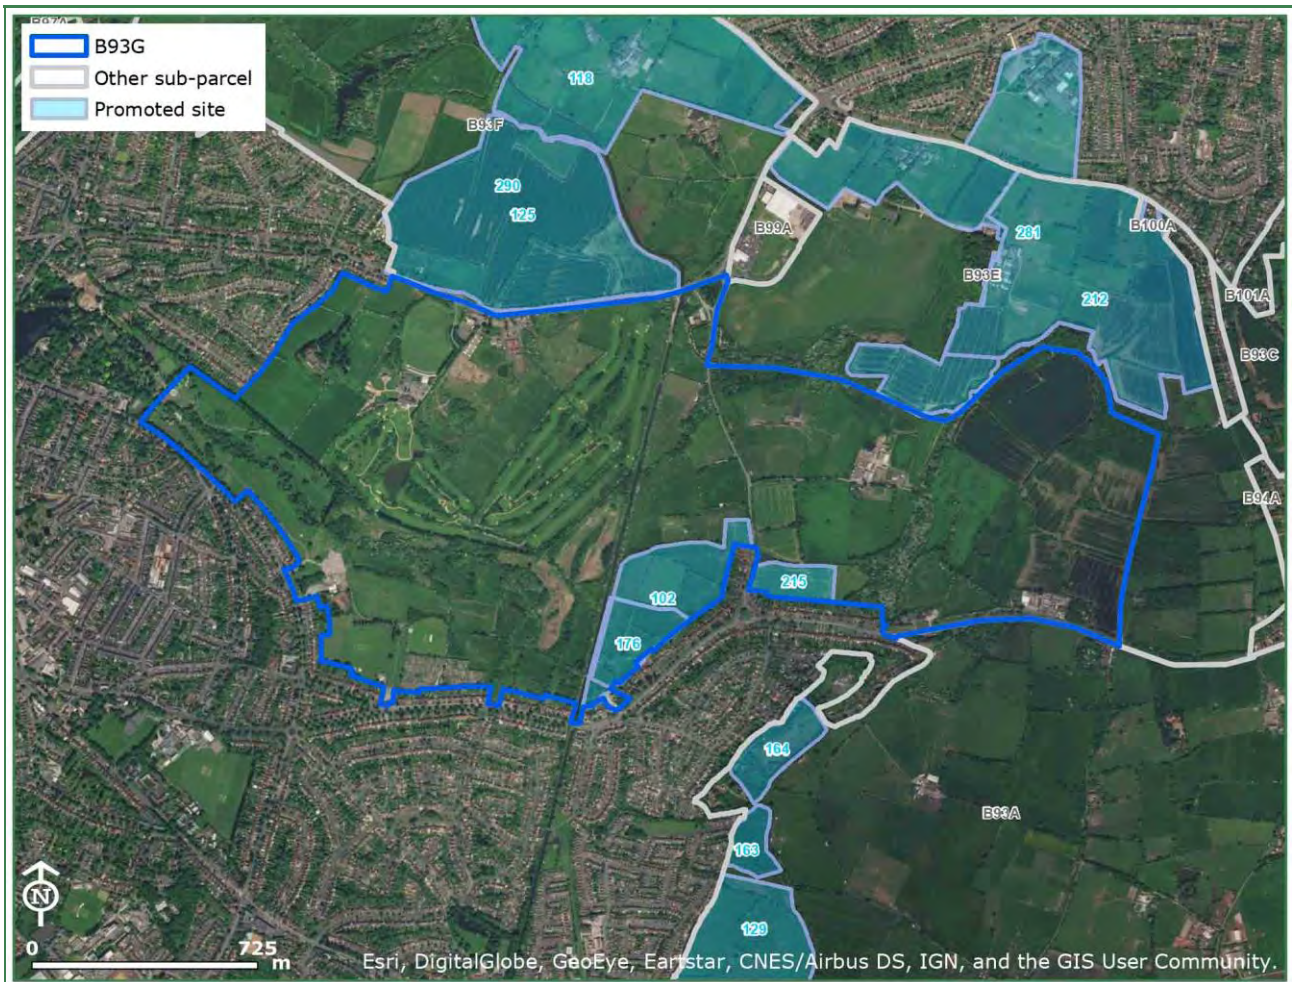 B97A
B93G
Other sub-parcel
Promoted site
118
B93F
290
125
B99A
281
B100A
B93E
212
B101A
B93C
B94A
102
215
176
164
B93A
163
129
N
0
725
m
Esri, DigitalGlobe, GeoEye, Eartstar, CNES/Airbus DS, IGN, and the GIS User Community.